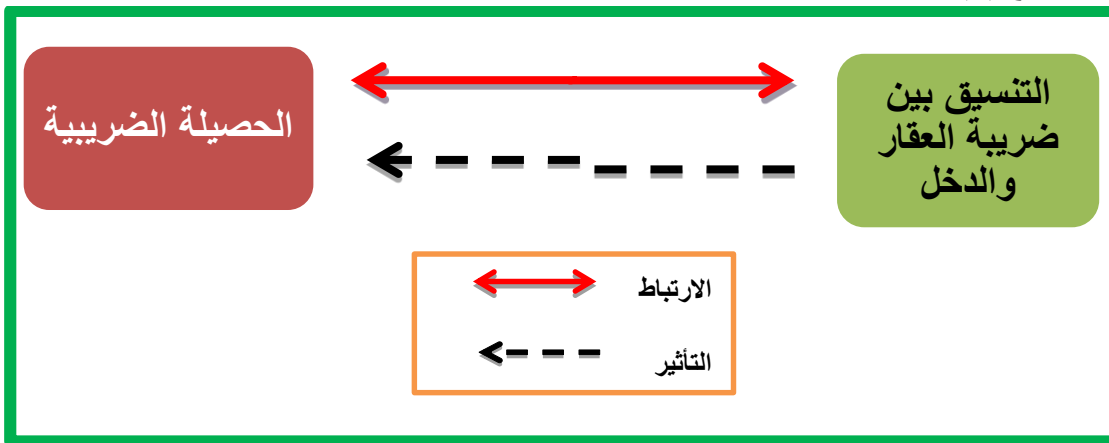 التنسيق بين
ضريبة العقار
والدخل
الحصيلة الضريبية
الارتباط
التأثير